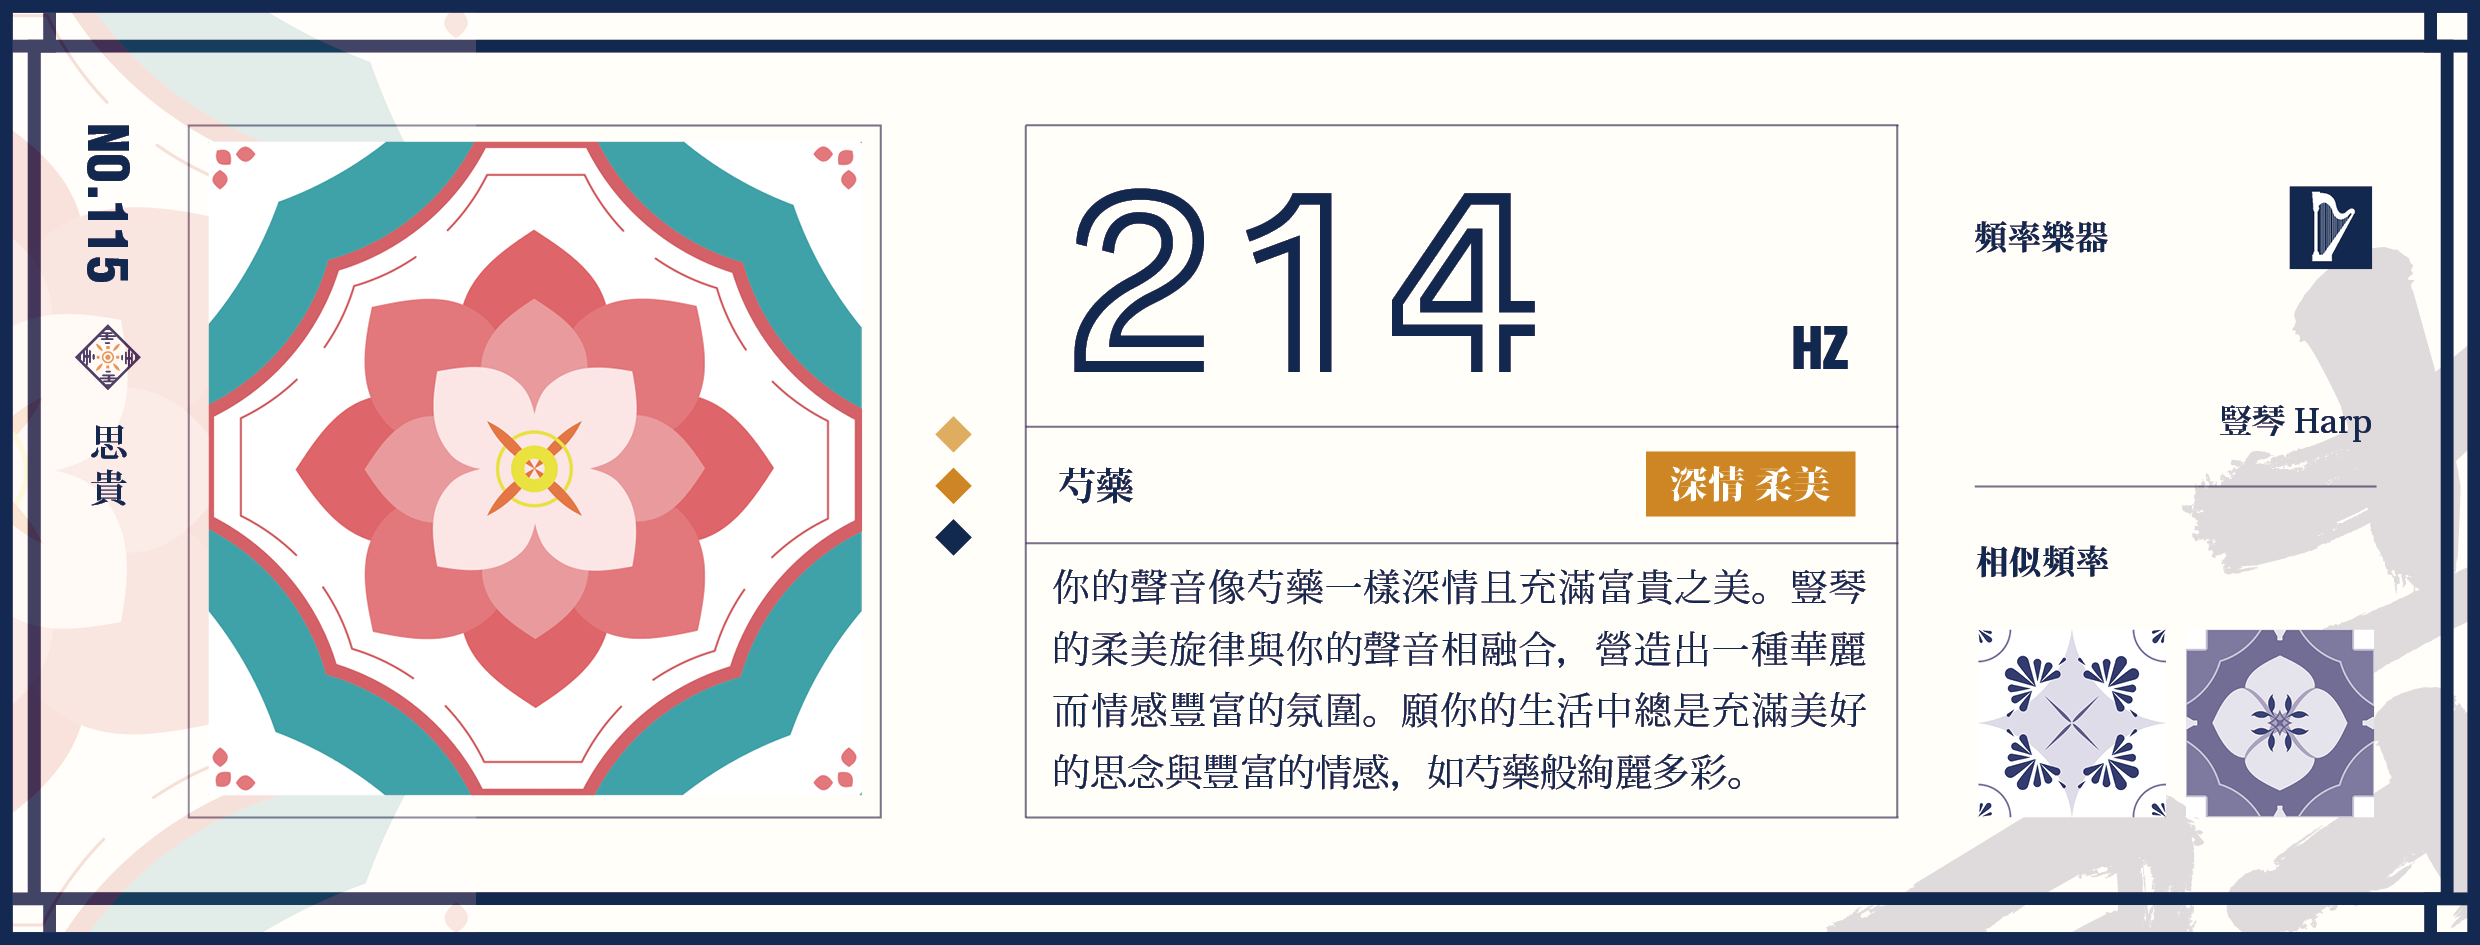 NO.115
思貴
214
HZ
芍藥
深情 柔美
你的聲音像芍藥一樣深情且充滿富貴之美。豎琴
的柔美旋律與你的聲音相融合，營造出一種華麗
而情感豐富的氛圍。願你的生活中總是充滿美好
的思念與豐富的情感，如芍藥般絢麗多彩。
頻率樂器
豎琴 Harp
相似頻率